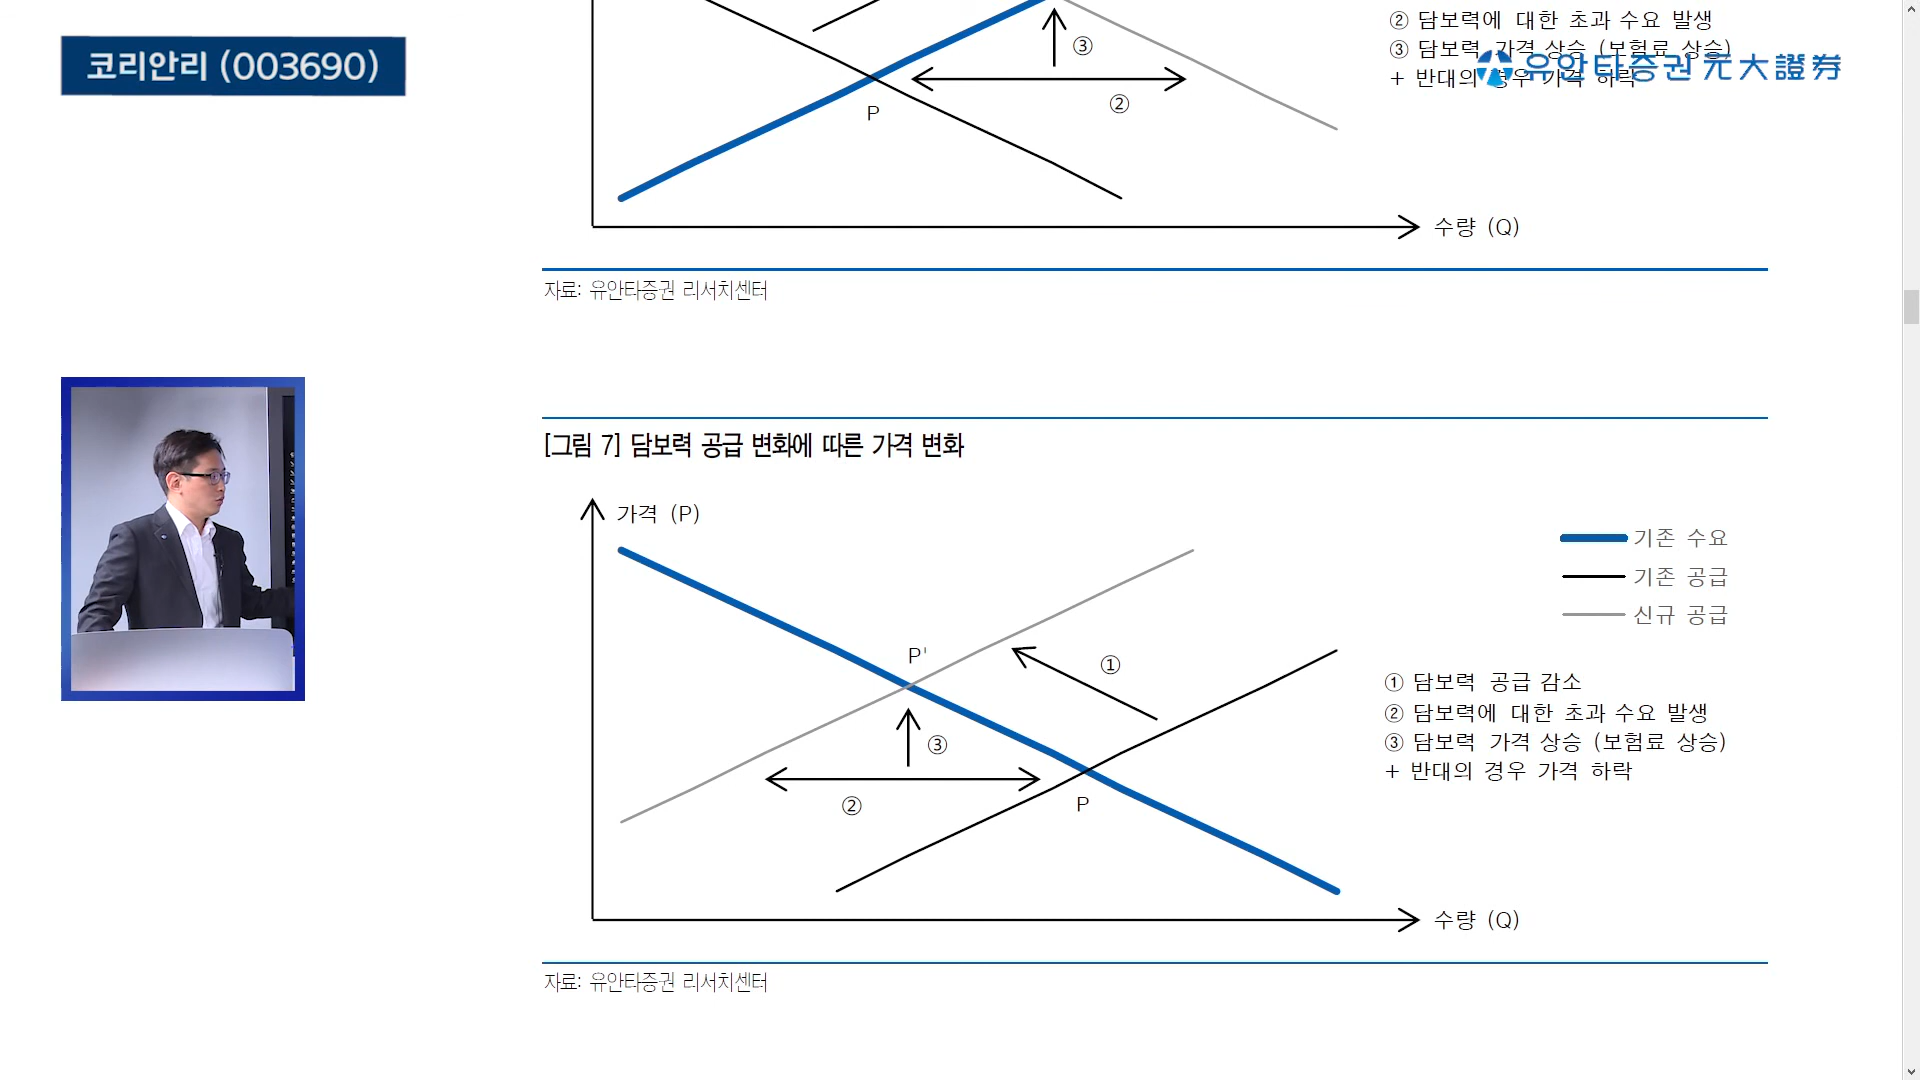 코리안리 (003690)
② 담보력에 대한 초과 수요 발생
③ 담보력 가격 상승 (보험료 상승)
+ 반대의 경우 가격 하락
유안타증권 元大證券
③
②
P
수량 (Q)
자료: 유안타증권 리서치센터
[그림 7] 담보력 공급 변화에 따른 가격 변화
가격 (P)
기존 수요
기존 공급
신규 공급
P'
①
③
②
P
① 담보력 공급 감소
② 담보력에 대한 초과 수요 발생
③ 담보력 가격 상승 (보험료 상승)
+ 반대의 경우 가격 하락
수량 (Q)
자료: 유안타증권 리서치센터